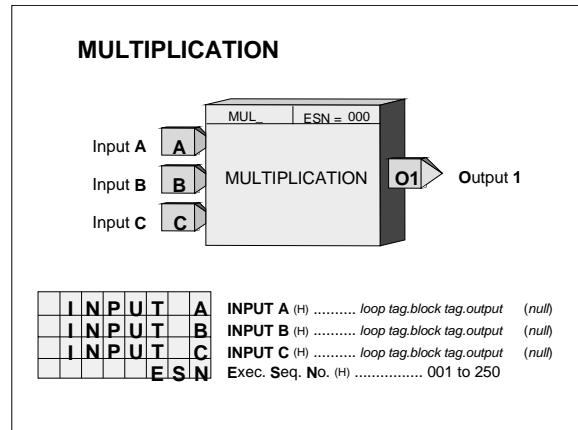 MULTIPLICATION
MUL_ ESN = 000
Input A A
Input B B
Input C C
MULTIPLICATION
O1 Output 1
INPUT A INPUT A (H) .......... loop tag.block tag.output (null)
INPUT B INPUT B (H) .......... loop tag.block tag.output (null)
INPUT C INPUT C (H) .......... loop tag.block tag.output (null)
ESN Exec. Seq. No. (H) ................ 001 to 250